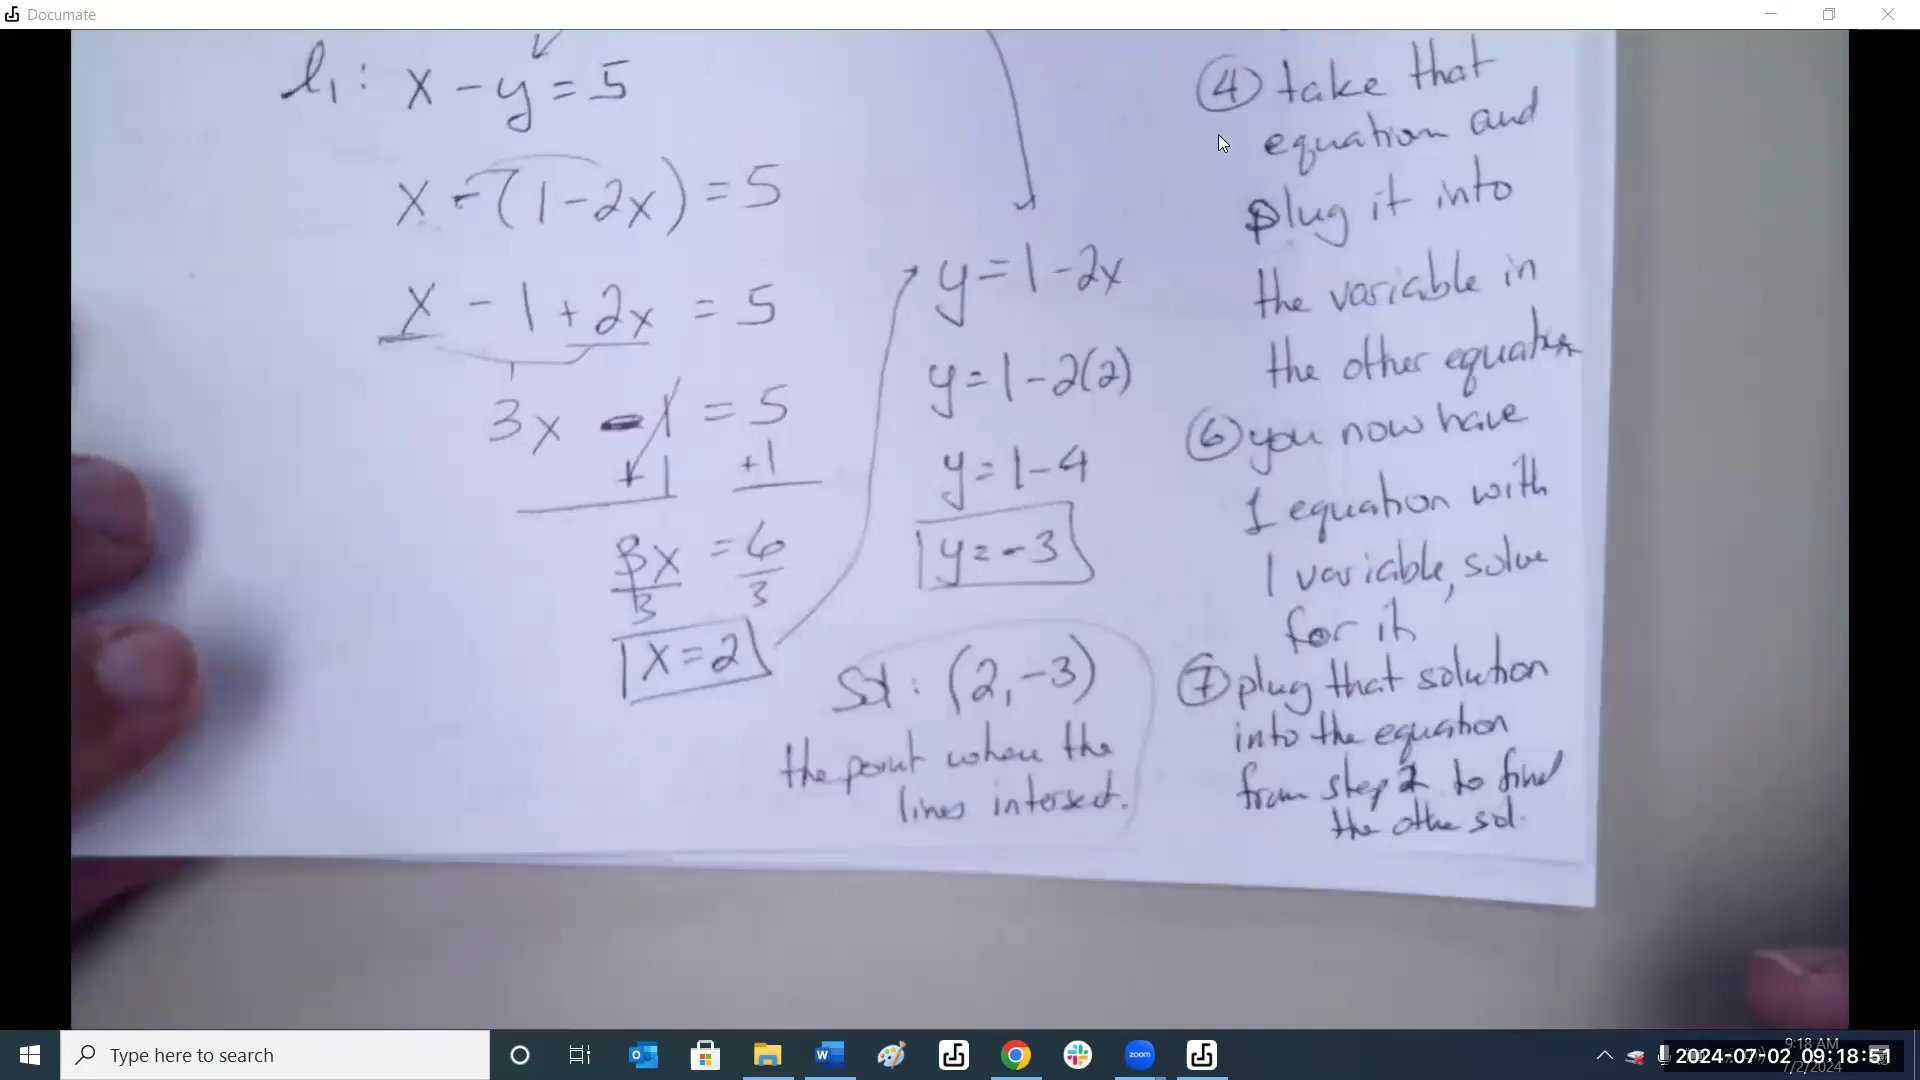 Documate
l₁: x - y = 5
x - (1 - 2x) = 5
x - 1 + 2x = 5
3x - 1 = 5
+1 +1
3x = 6
3 3
x = 2
y = 1 - 2x
y = 1 - 2(2)
y = 1 - 4
y = -3
Sol: (2, -3)
the point where the
lines intersect.
④ take that
equation and
plug it into
the variable in
the other equation
⑥ you now have
1 equation with
1 variable, solve
for it
⑦ plug that solution
into the equation
from step 2 to find
the othe sol.
Type here to search
W
zoom
9:18 AM
7/2/2024
2024-07-02 09:18:51